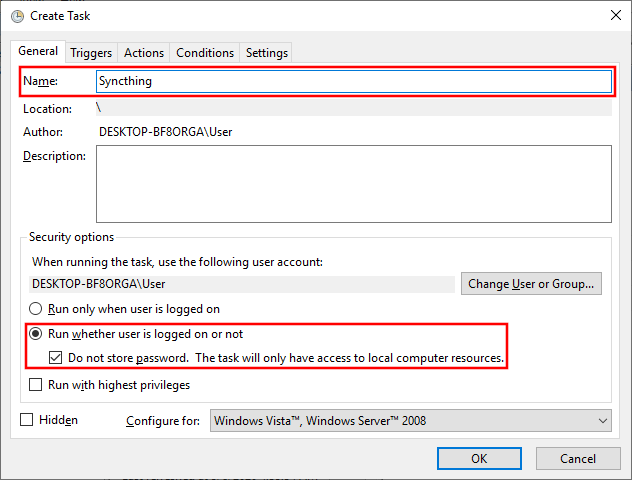 Create Task
General Triggers Actions Conditions Settings
Name: Syncthing
Location: \
Author: DESKTOP-BF8ORGA\User
Description:
Security options
When running the task, use the following user account:
DESKTOP-BF8ORGA\User Change User or Group...
Run only when user is logged on
Run whether user is logged on or not
Do not store password. The task will only have access to local computer resources.
Run with highest privileges
Hidden Configure for: Windows Vista™, Windows Server™ 2008
OK Cancel